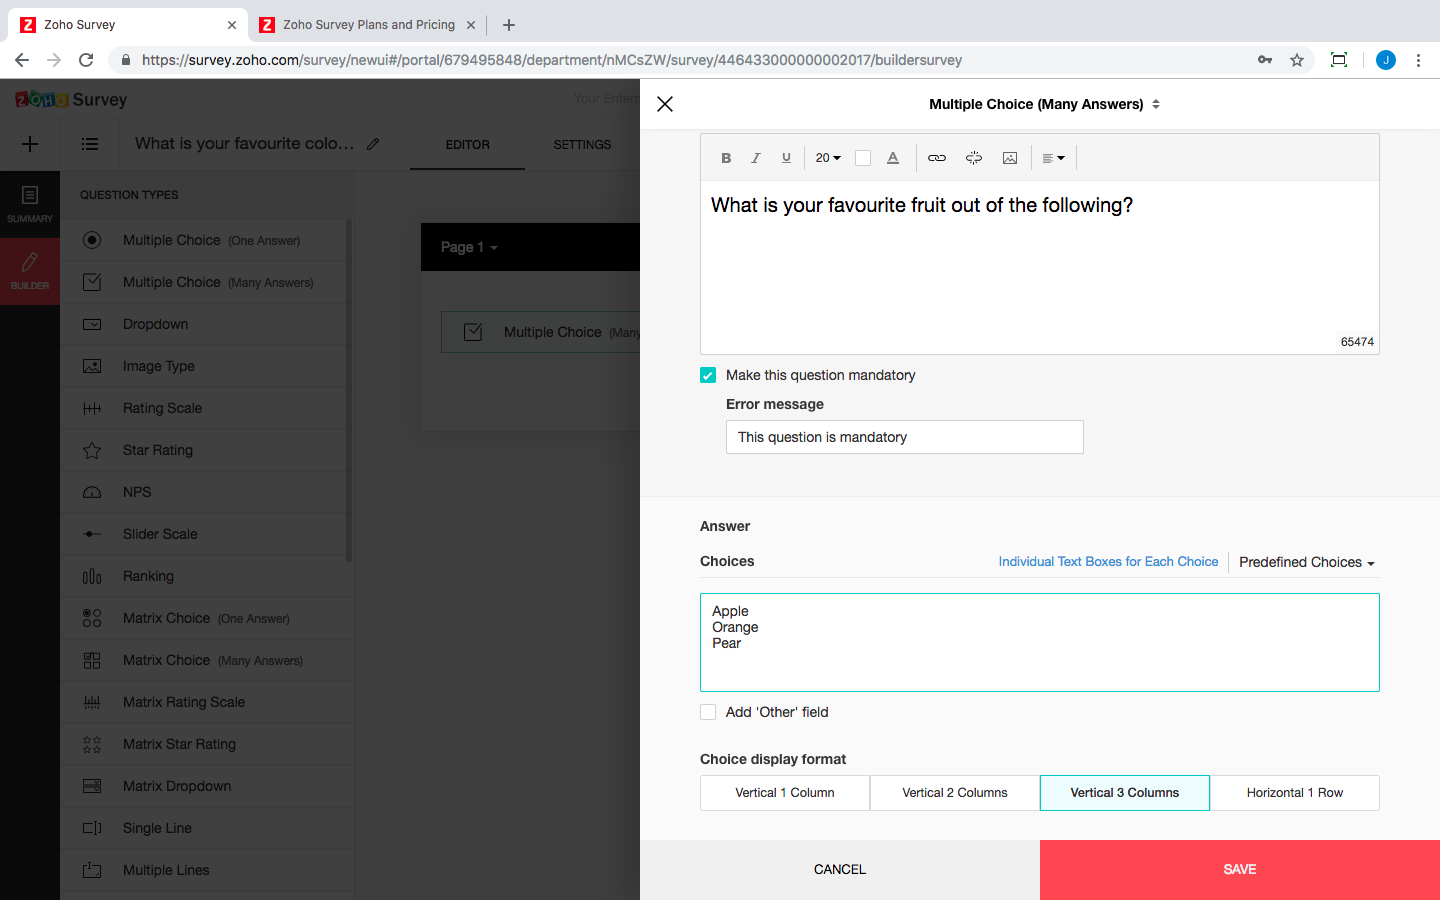 Zoho Survey
Zoho Survey Plans and Pricing
https://survey.zoho.com/survey/newui#/portal/679495848/department/nMCsZW/survey/446433000000002017/buildersurvey
J
ZOHO Survey
Your Enterp
Multiple Choice (Many Answers)
What is your favourite colo...
EDITOR
SETTINGS
SUMMARY
BUILDER
QUESTION TYPES
Multiple Choice (One Answer)
Multiple Choice (Many Answers)
Dropdown
Image Type
Rating Scale
Star Rating
NPS
Slider Scale
Ranking
Matrix Choice (One Answer)
Matrix Choice (Many Answers)
Matrix Rating Scale
Matrix Star Rating
Matrix Dropdown
Single Line
Multiple Lines
Page 1
Multiple Choice (Many
B I U 20 A
What is your favourite fruit out of the following?
65474
Make this question mandatory
Error message
This question is mandatory
Answer
Choices
Individual Text Boxes for Each Choice
Predefined Choices
Apple
Orange
Pear
Add 'Other' field
Choice display format
Vertical 1 Column
Vertical 2 Columns
Vertical 3 Columns
Horizontal 1 Row
CANCEL
SAVE